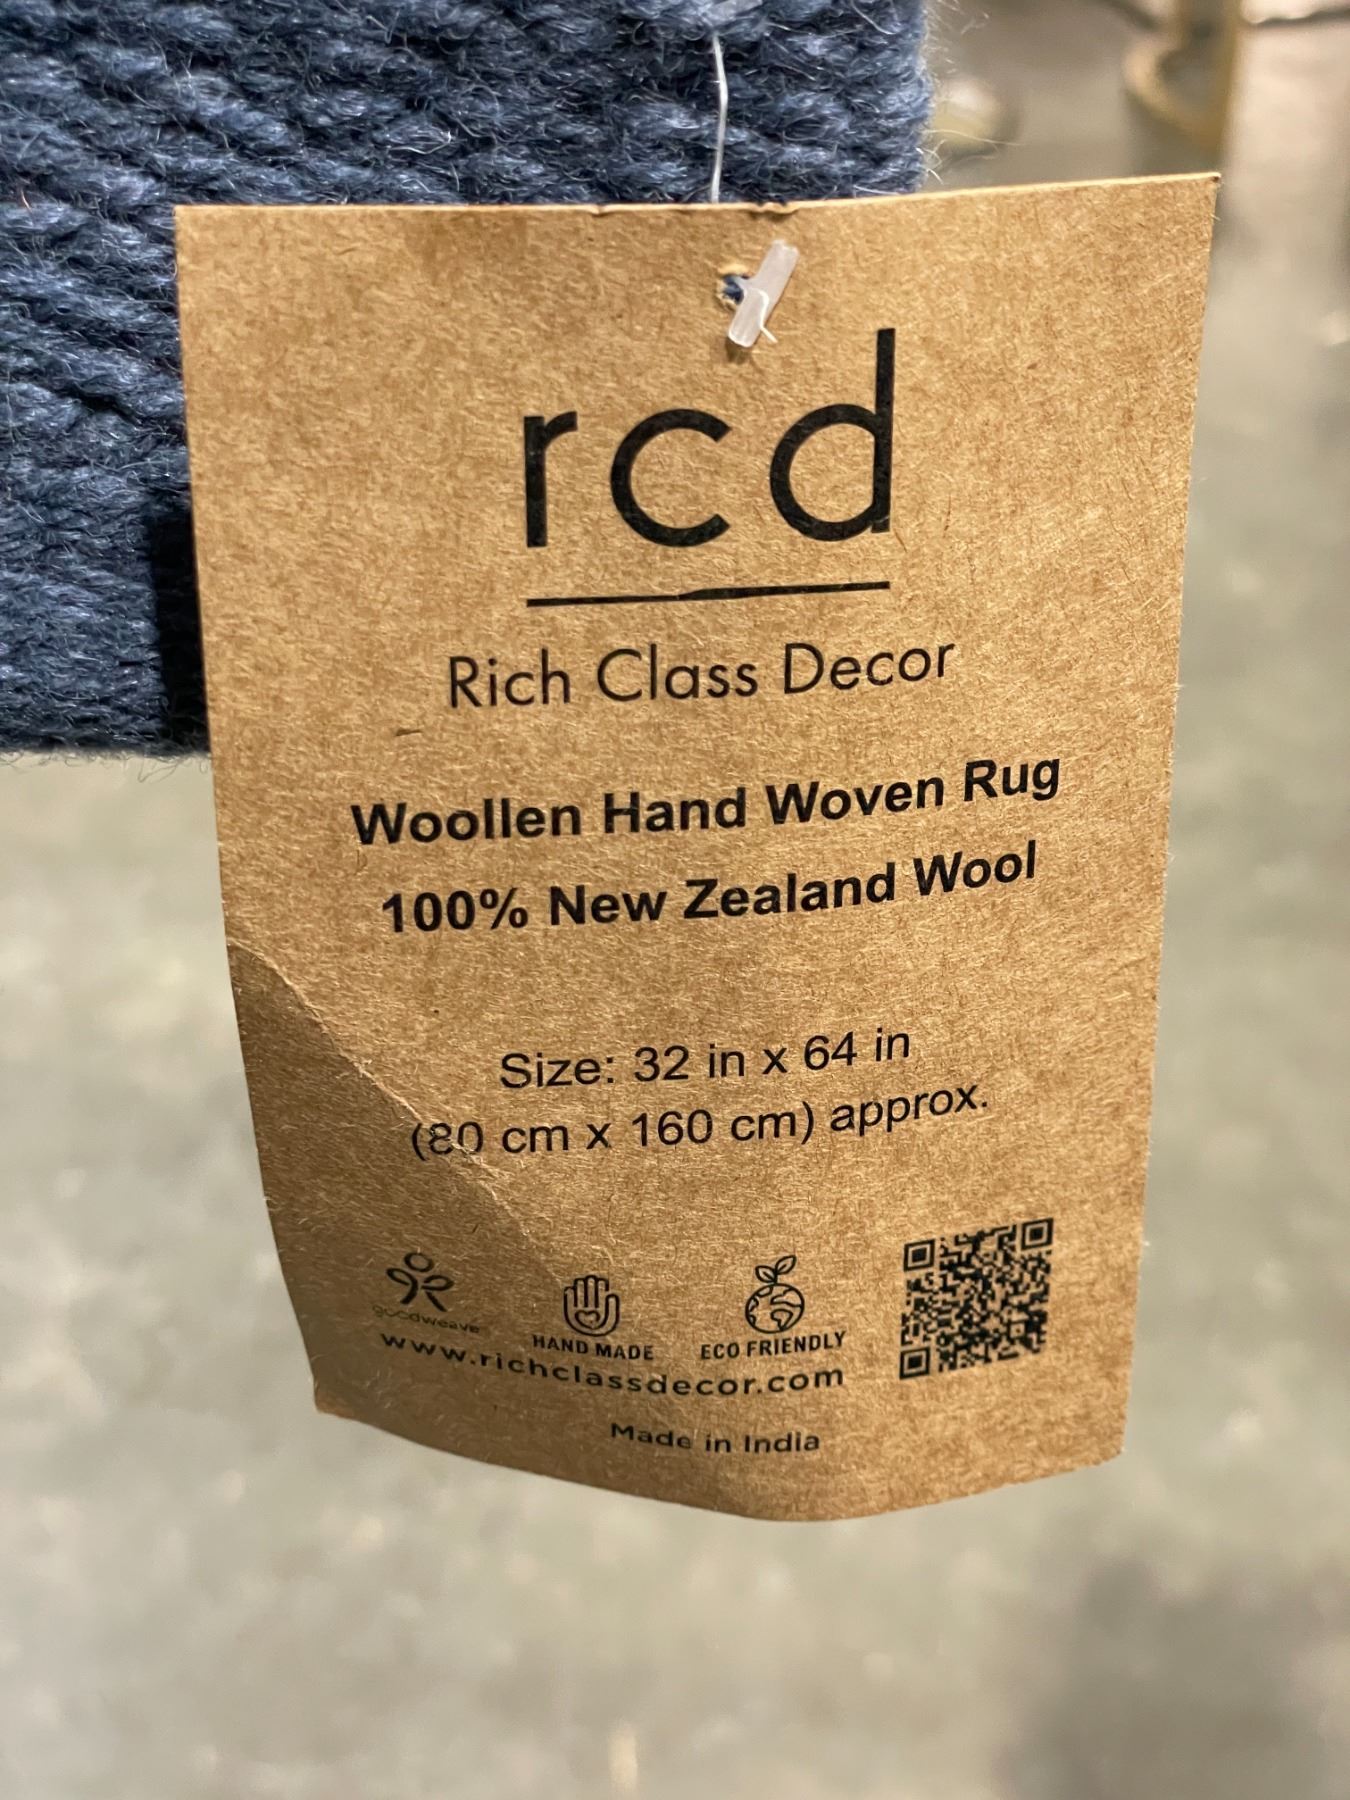 rcd
Rich Class Decor
Woollen Hand Woven Rug
100% New Zealand Wool
Size: 32 in x 64 in
(80 cm x 160 cm) approx.
goodweave
HAND MADE
ECO FRIENDLY
www.richclassdecor.com
Made in India